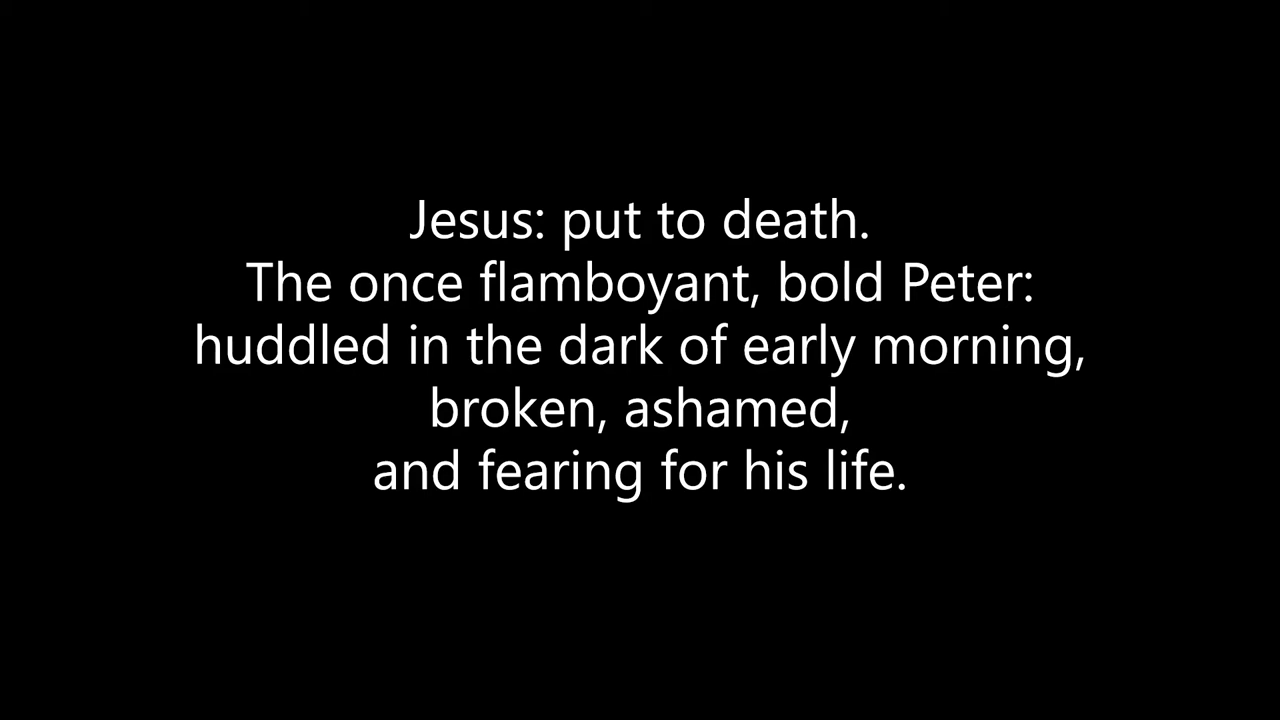 Jesus: put to death.
The once flamboyant, bold Peter:
huddled in the dark of early morning,
broken, ashamed,
and fearing for his life.